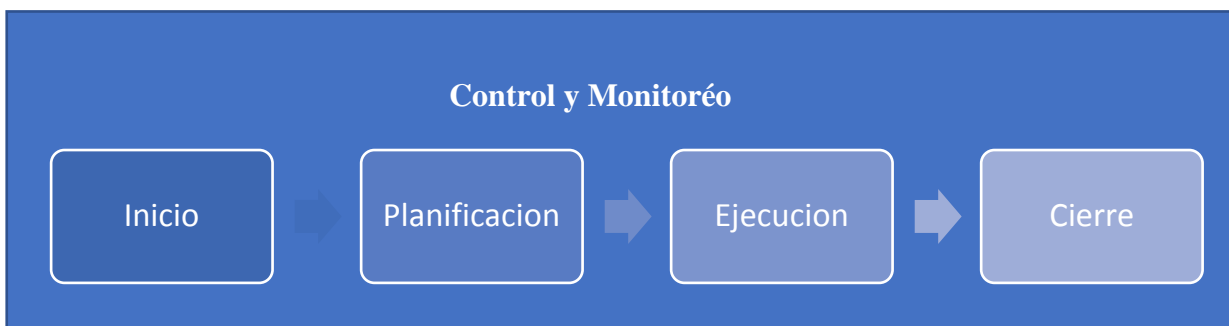 Control y Monitoréo
Inicio
Planificacion
Ejecucion
Cierre